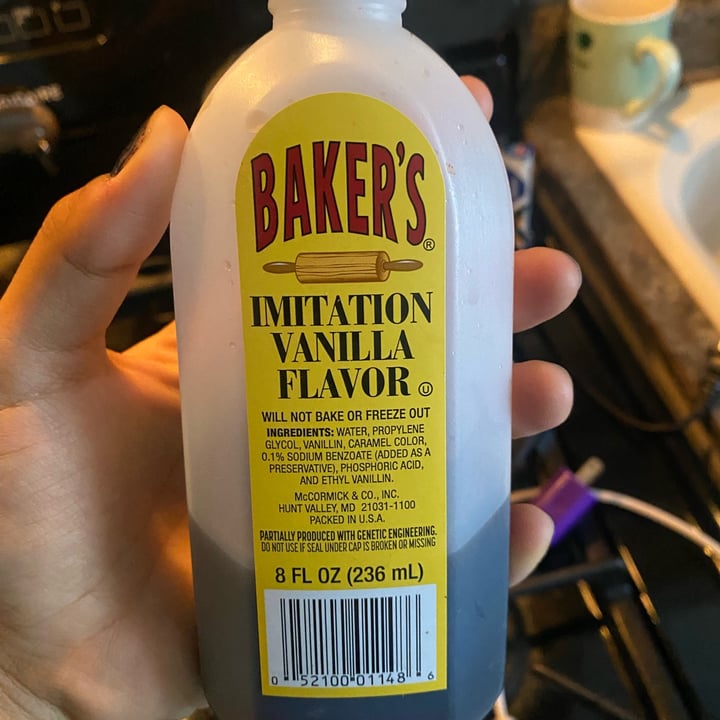 BAKER'S®
IMITATION
VANILLA
FLAVOR Ⓤ
WILL NOT BAKE OR FREEZE OUT
INGREDIENTS: WATER, PROPYLENE
GLYCOL, VANILLIN, CARAMEL COLOR,
0.1% SODIUM BENZOATE (ADDED AS A
PRESERVATIVE), PHOSPHORIC ACID,
AND ETHYL VANILLIN.
McCORMICK & CO., INC.
HUNT VALLEY, MD 21031-1100
PACKED IN U.S.A.
PARTIALLY PRODUCED WITH GENETIC ENGINEERING.
DO NOT USE IF SEAL UNDER CAP IS BROKEN OR MISSING
8 FL OZ (236 mL)
0 52100 01148 6